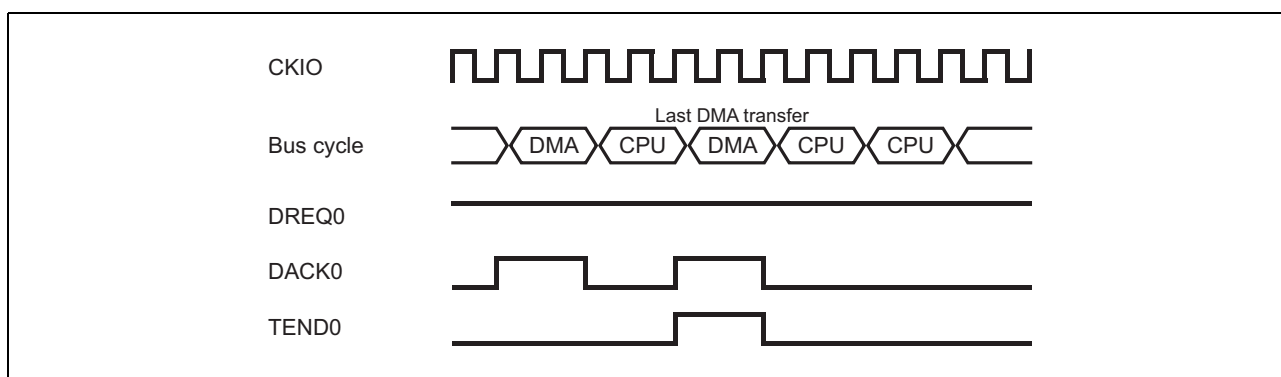 CKIO
Last DMA transfer
Bus cycle DMA CPU DMA CPU CPU
DREQ0
DACK0
TEND0